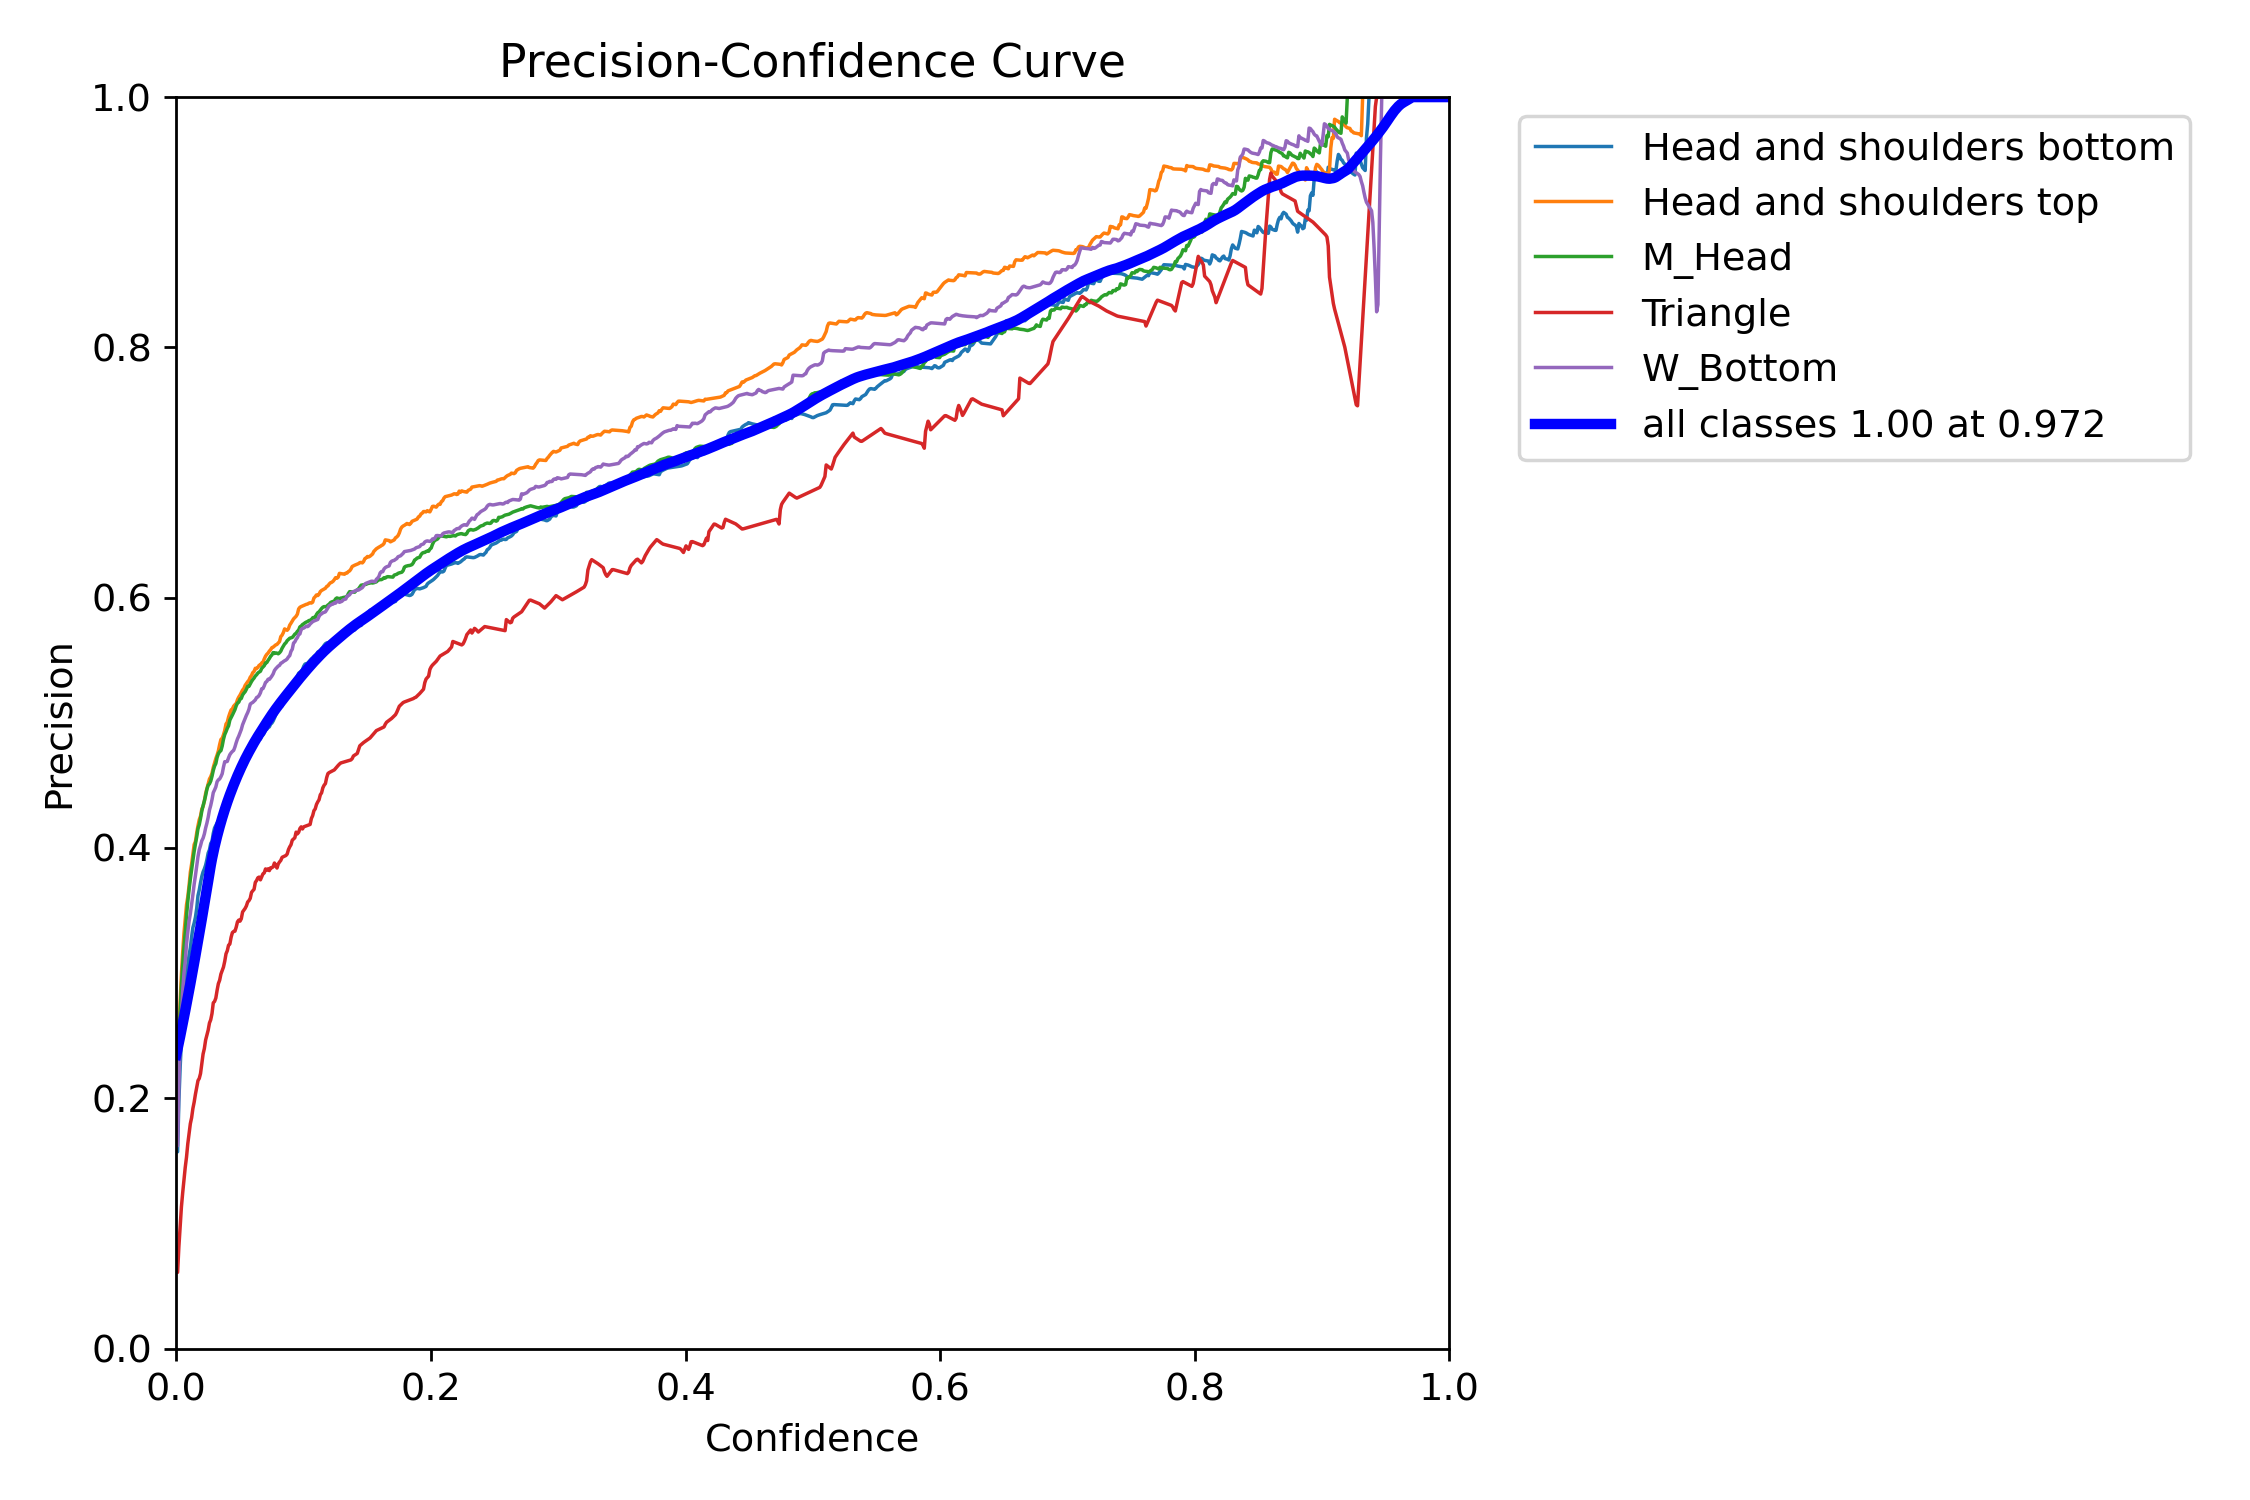 Precision-Confidence Curve
1.0
0.8
0.6
0.4
0.2
0.0
Precision
0.0 0.2 0.4 0.6 0.8 1.0
Confidence
Head and shoulders bottom
Head and shoulders top
M_Head
Triangle
W_Bottom
all classes 1.00 at 0.972